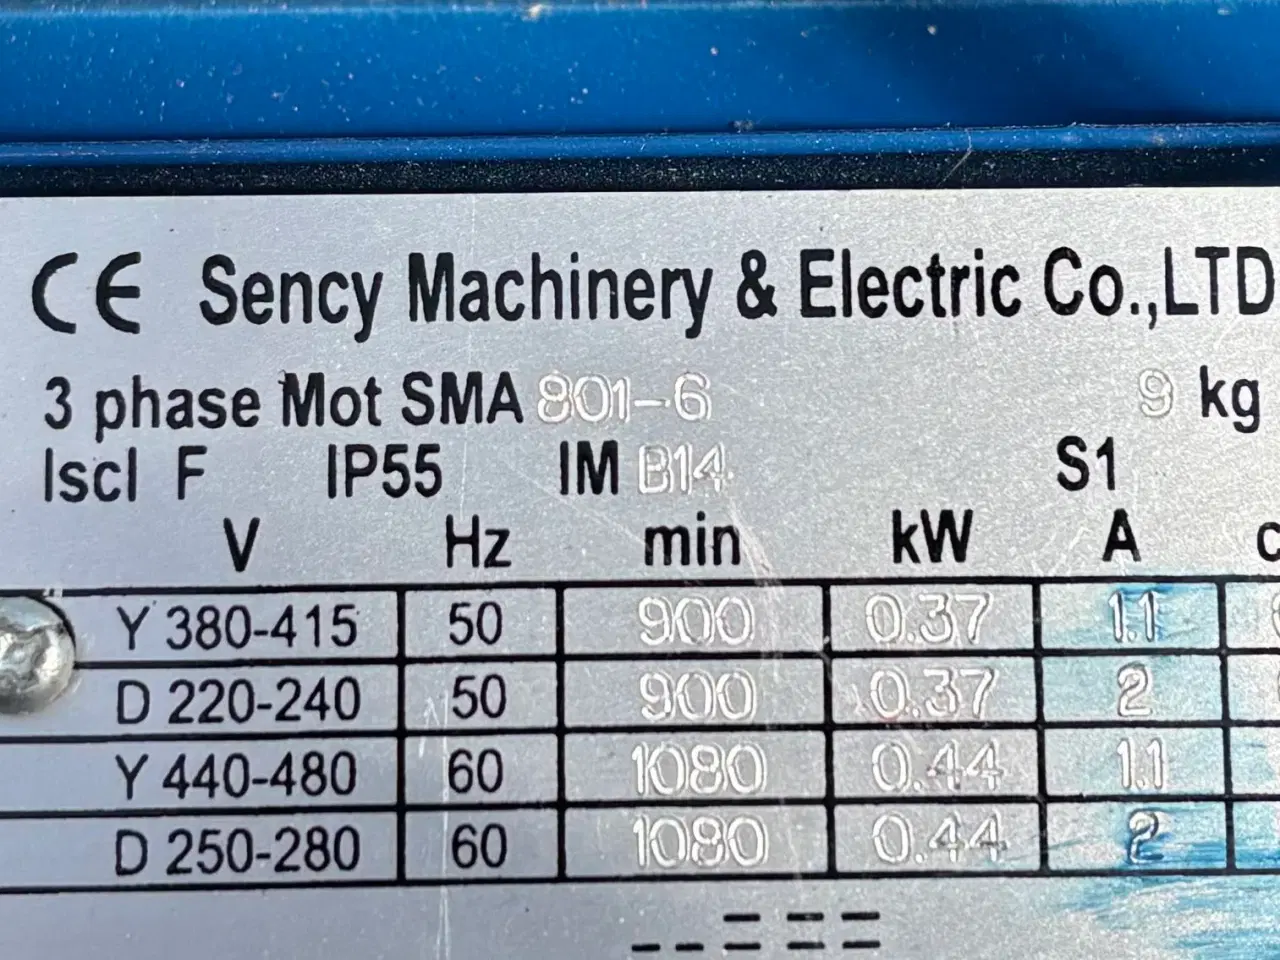 CE Sency Machinery & Electric Co.,LTD
3 phase Mot SMA 801-6 9 kg
Iscl F IP55 IM B14 S1
V Hz min kW A
Y 380-415 50 900 0.37 1.1
D 220-240 50 900 0.37 2
Y 440-480 60 1080 0.44 1.1
D 250-280 60 1080 0.44 2